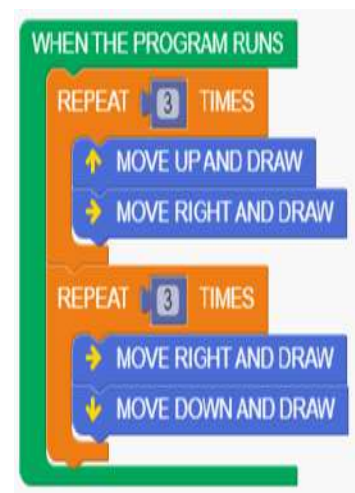 WHEN THE PROGRAM RUNS
REPEAT 3 TIMES
MOVE UP AND DRAW
MOVE RIGHT AND DRAW
REPEAT 3 TIMES
MOVE RIGHT AND DRAW
MOVE DOWN AND DRAW